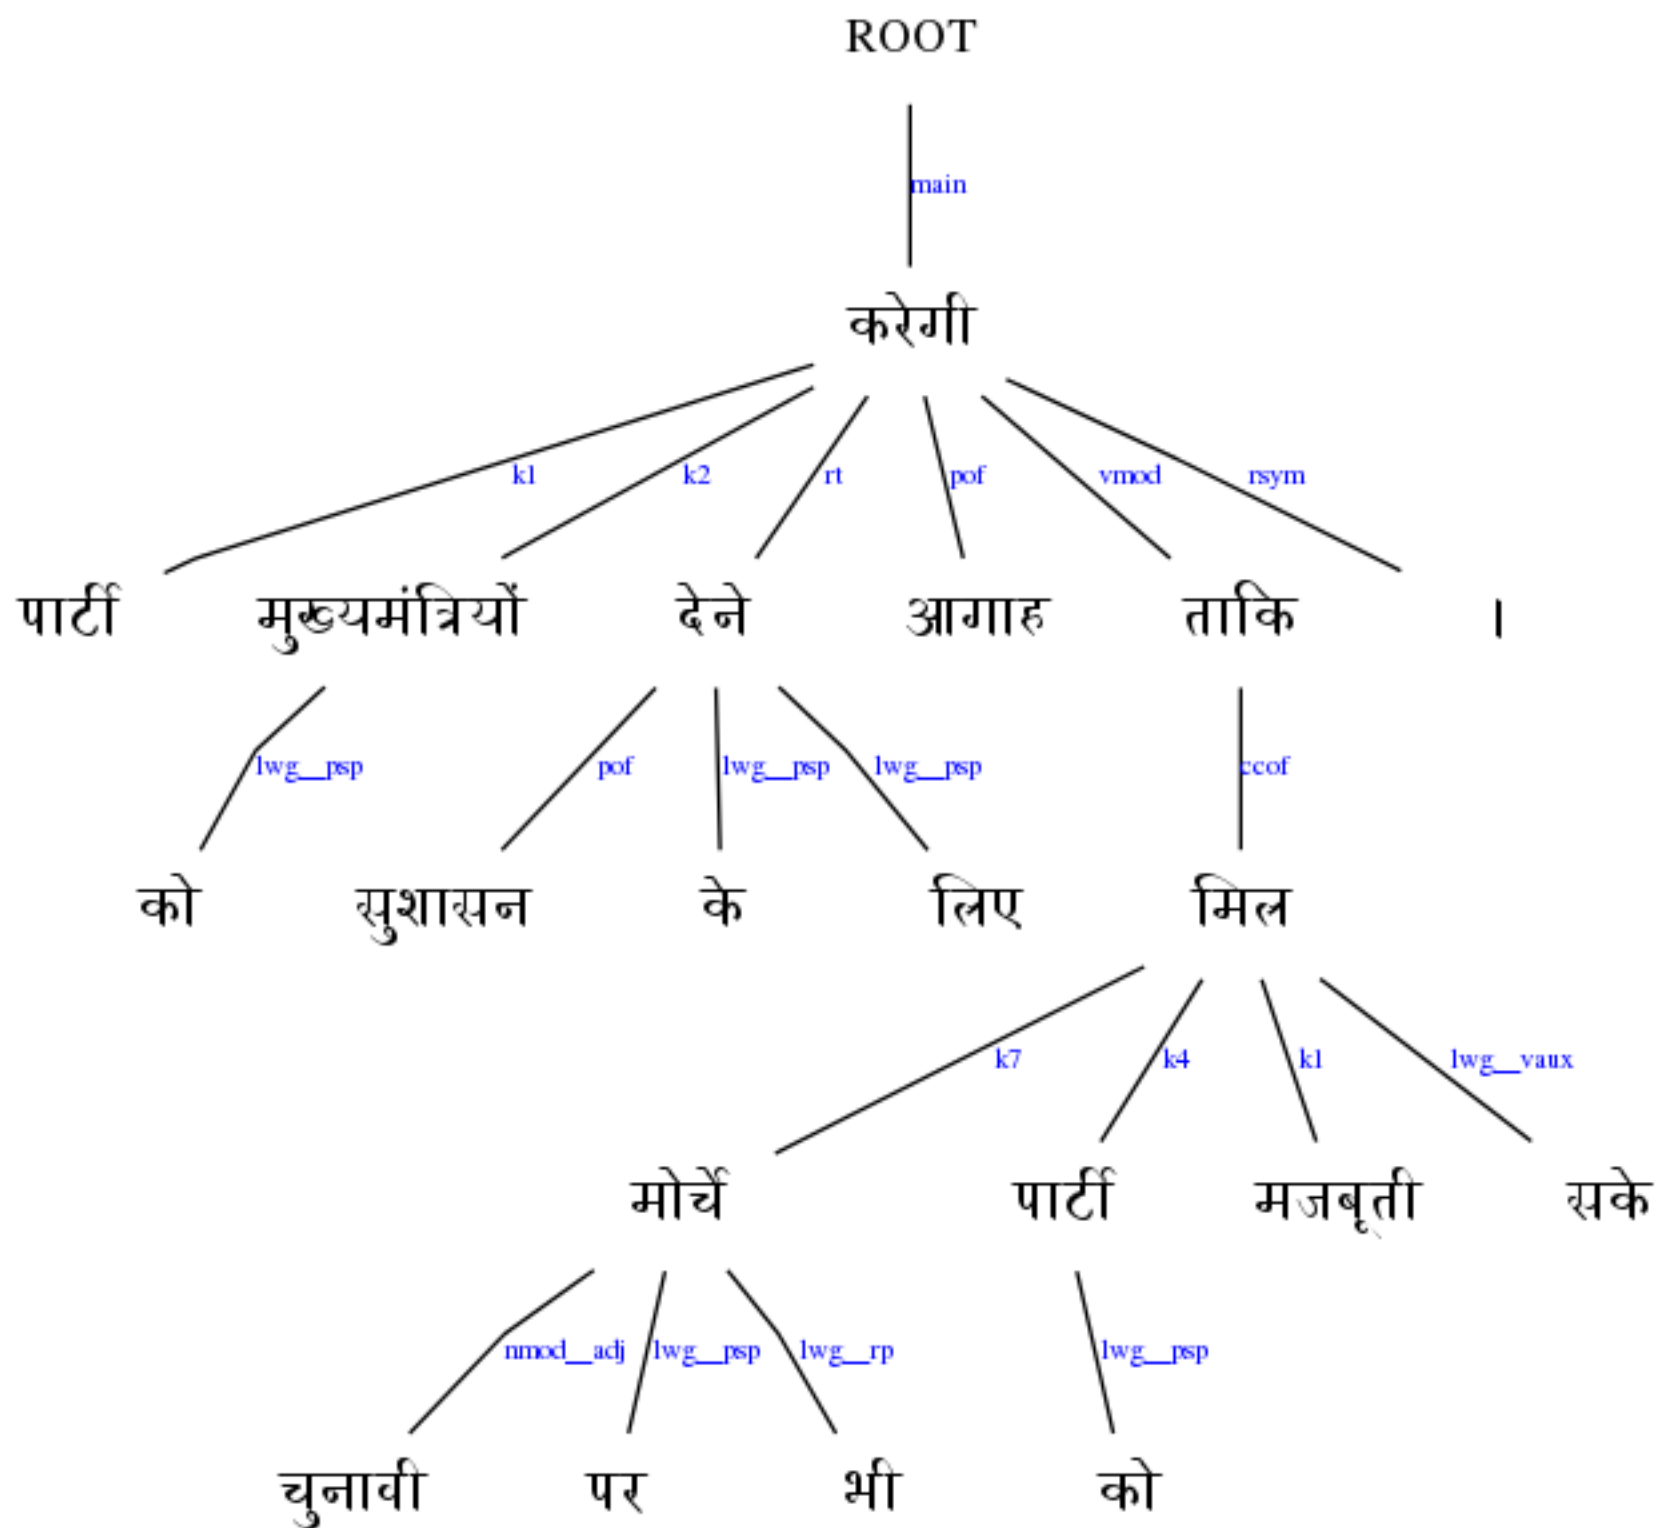 ROOT
main
करेगी
k1 k2 rt pof vmod rsym
पार्टी मुख्यमंत्रियों देने आगाह ताकि ।
lwg__psp pof lwg__psp lwg__psp ccof
को सुशासन के लिए मिल
k7 k4 k1 lwg__vaux
मोर्चे पार्टी मजबूती सके
nmod__adj lwg__psp lwg__rp lwg__psp
चुनावी पर भी को